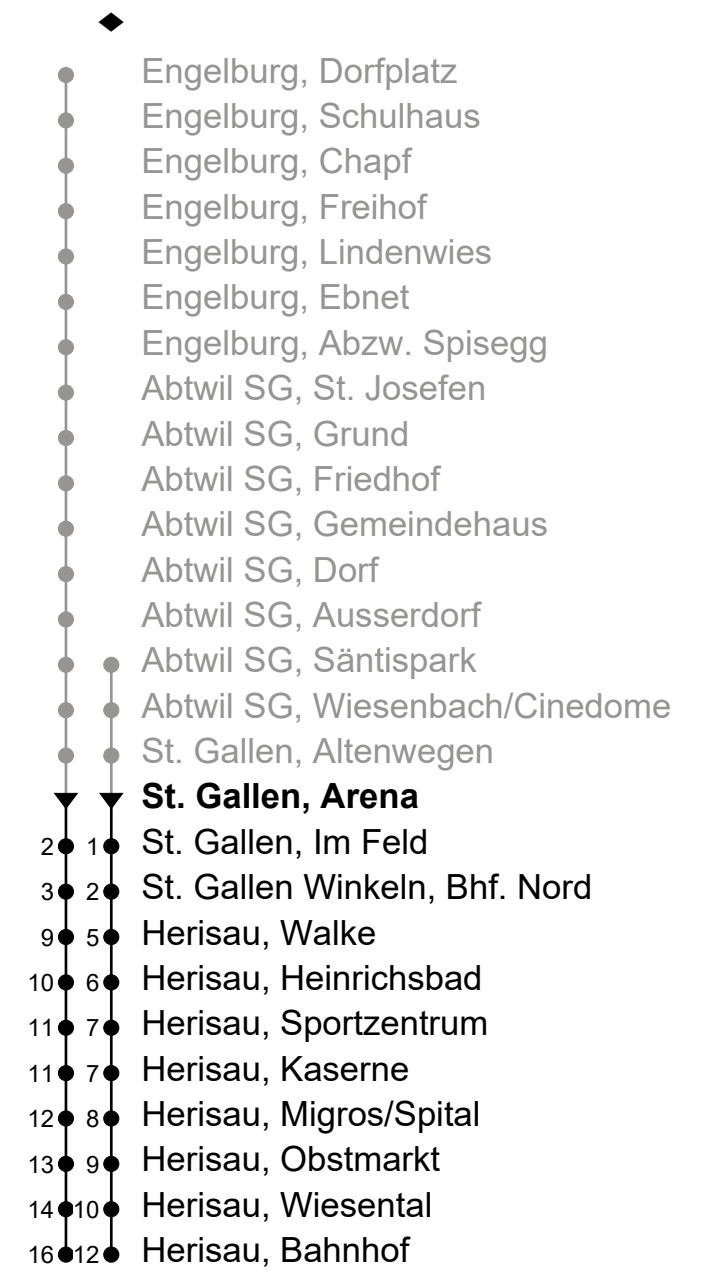 Engelburg, Dorfplatz
Engelburg, Schulhaus
Engelburg, Chapf
Engelburg, Freihof
Engelburg, Lindenwies
Engelburg, Ebnet
Engelburg, Abzw. Spisegg
Abtwil SG, St. Josefen
Abtwil SG, Grund
Abtwil SG, Friedhof
Abtwil SG, Gemeindehaus
Abtwil SG, Dorf
Abtwil SG, Ausserdorf
Abtwil SG, Säntispark
Abtwil SG, Wiesenbach/Cinedome
St. Gallen, Altenwegen
St. Gallen, Arena
2 1 St. Gallen, Im Feld
3 2 St. Gallen Winkeln, Bhf. Nord
9 5 Herisau, Walke
10 6 Herisau, Heinrichsbad
11 7 Herisau, Sportzentrum
11 7 Herisau, Kaserne
12 8 Herisau, Migros/Spital
13 9 Herisau, Obstmarkt
14 10 Herisau, Wiesental
16 12 Herisau, Bahnhof